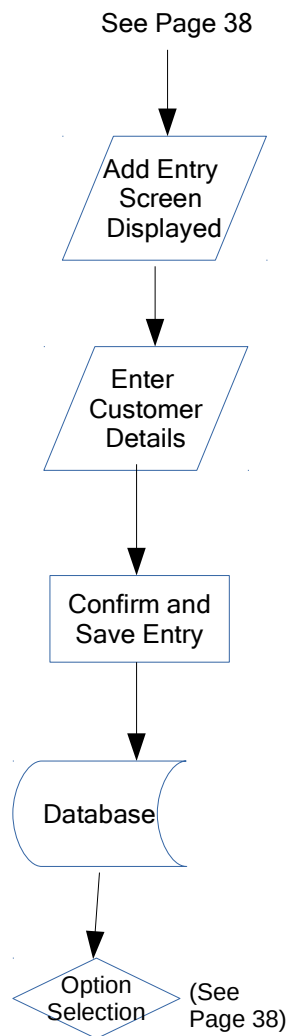 See Page 38
Add Entry
Screen
Displayed
Enter
Customer
Details
Confirm and
Save Entry
Database
Option
Selection
(See
Page 38)